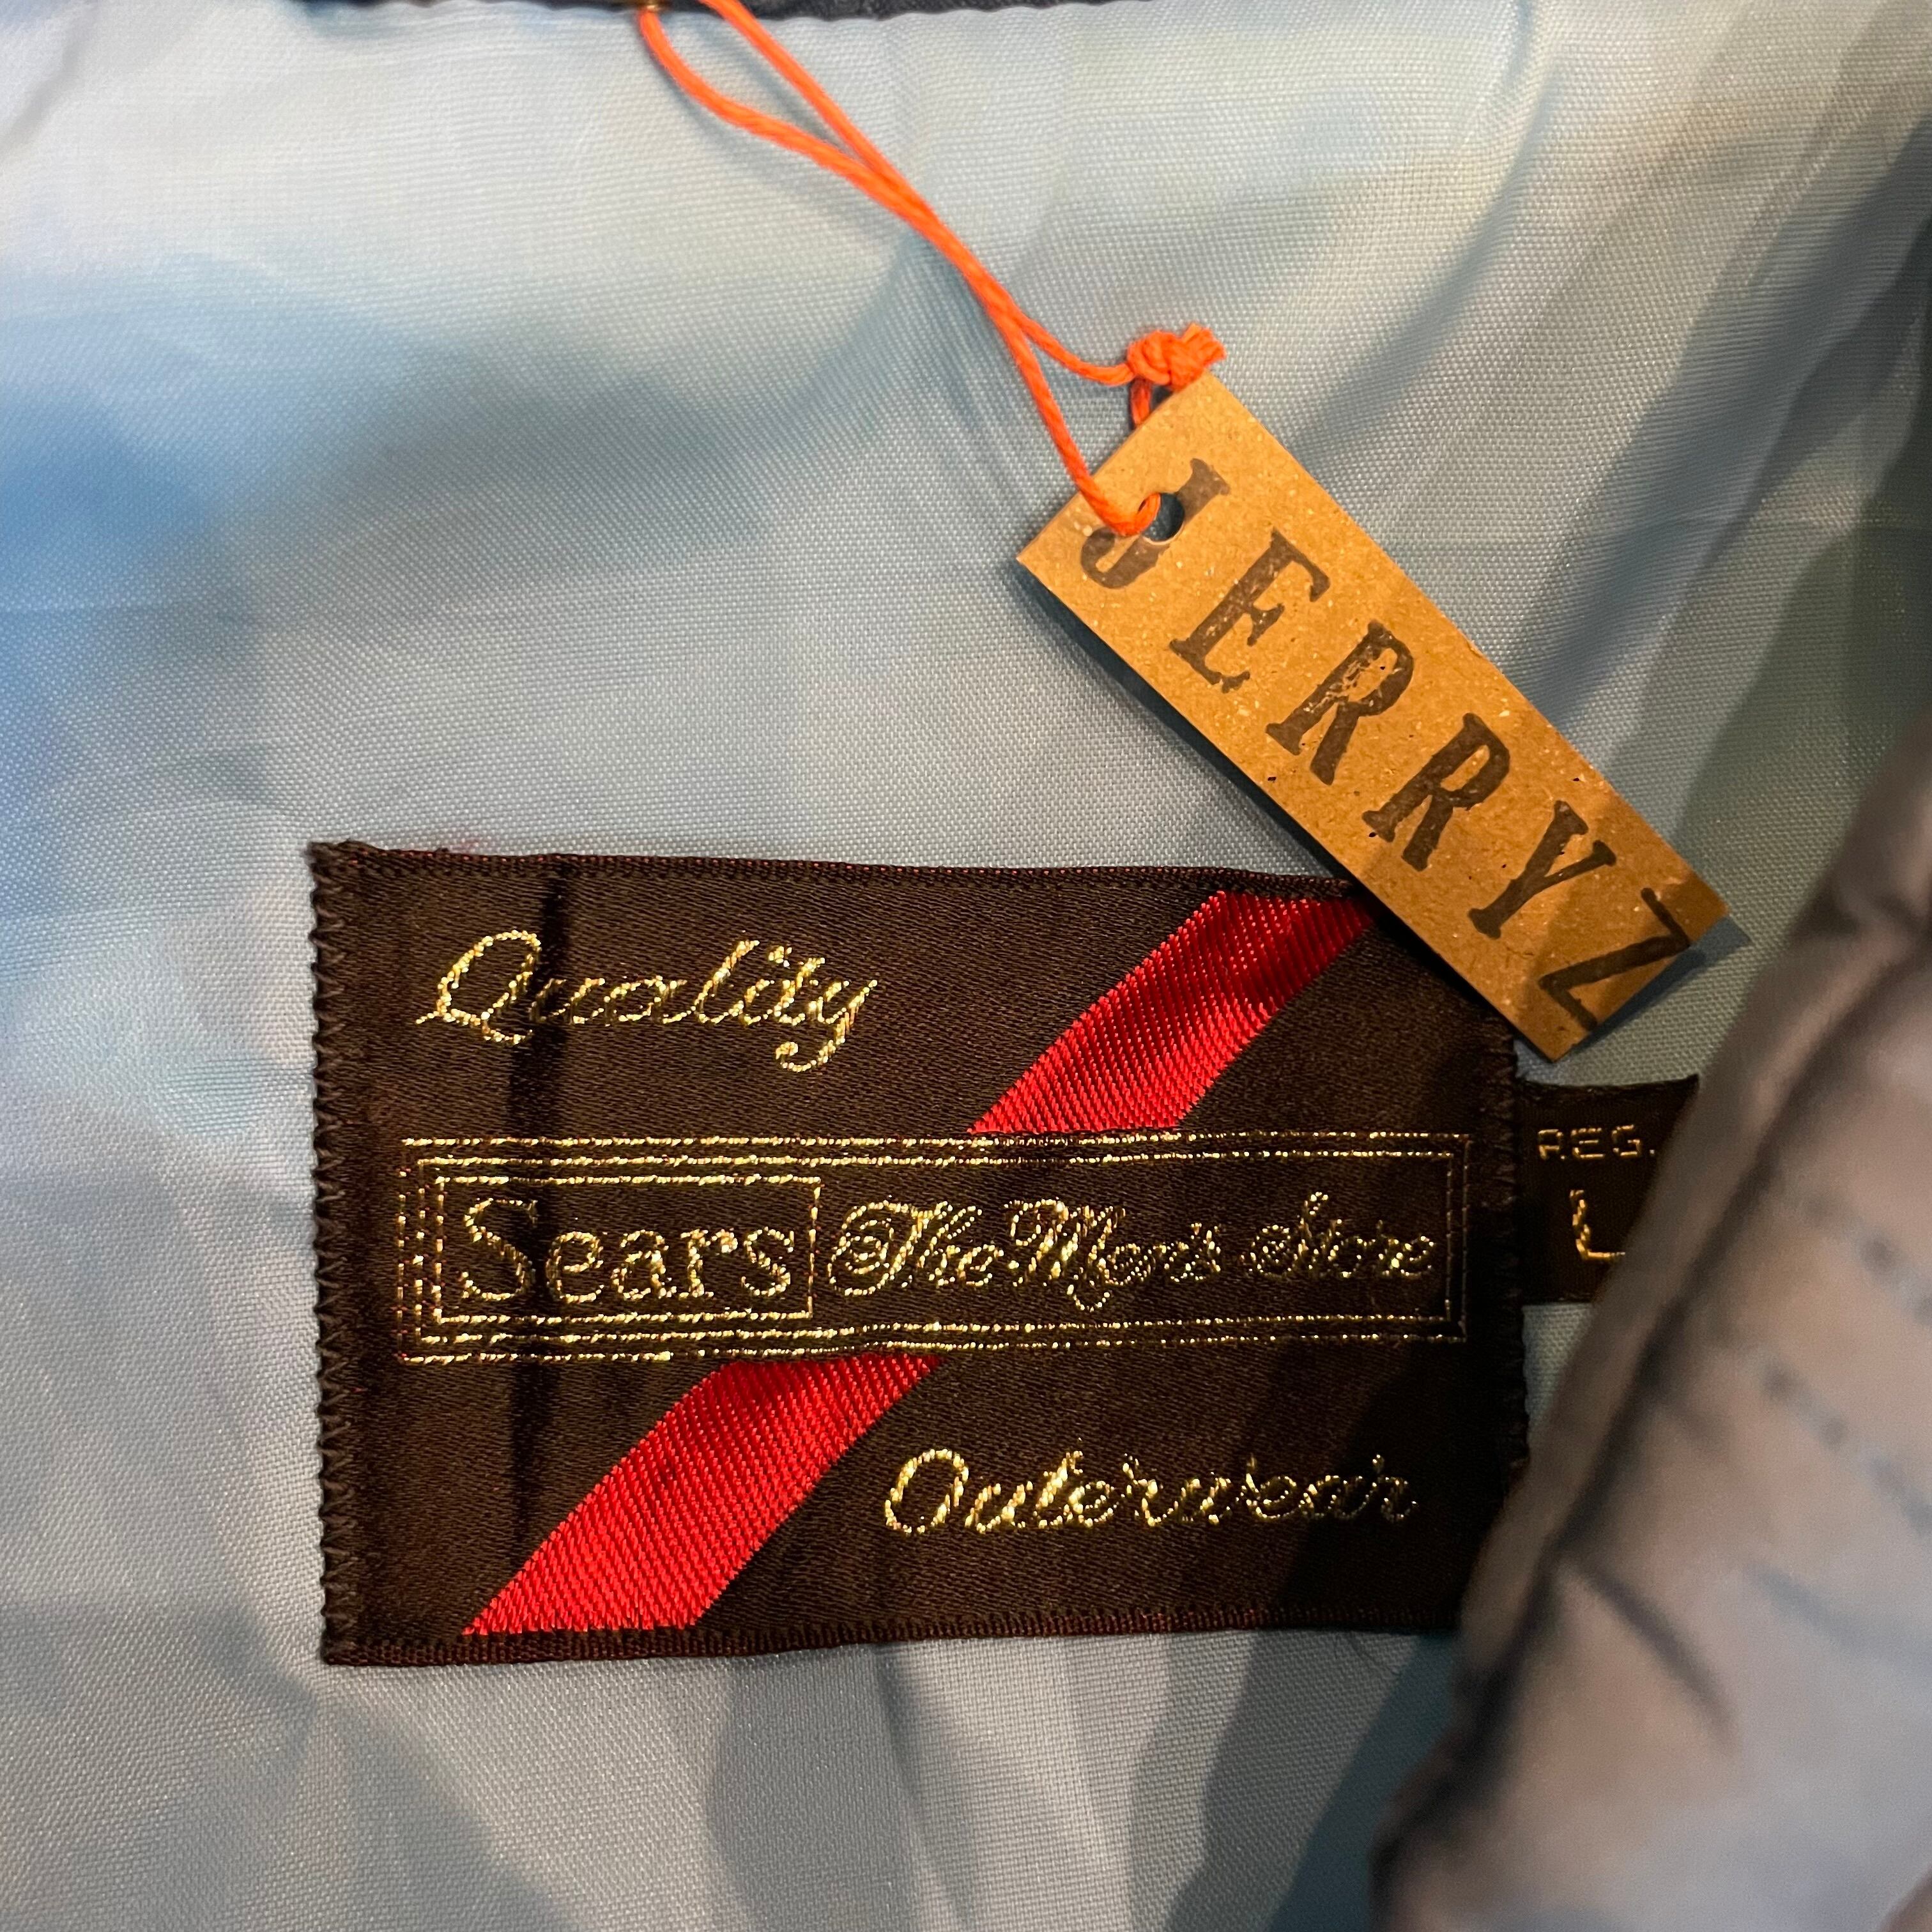 JERRYZ
Quality
Sears The Men's Store
REG.
L
Outerwear